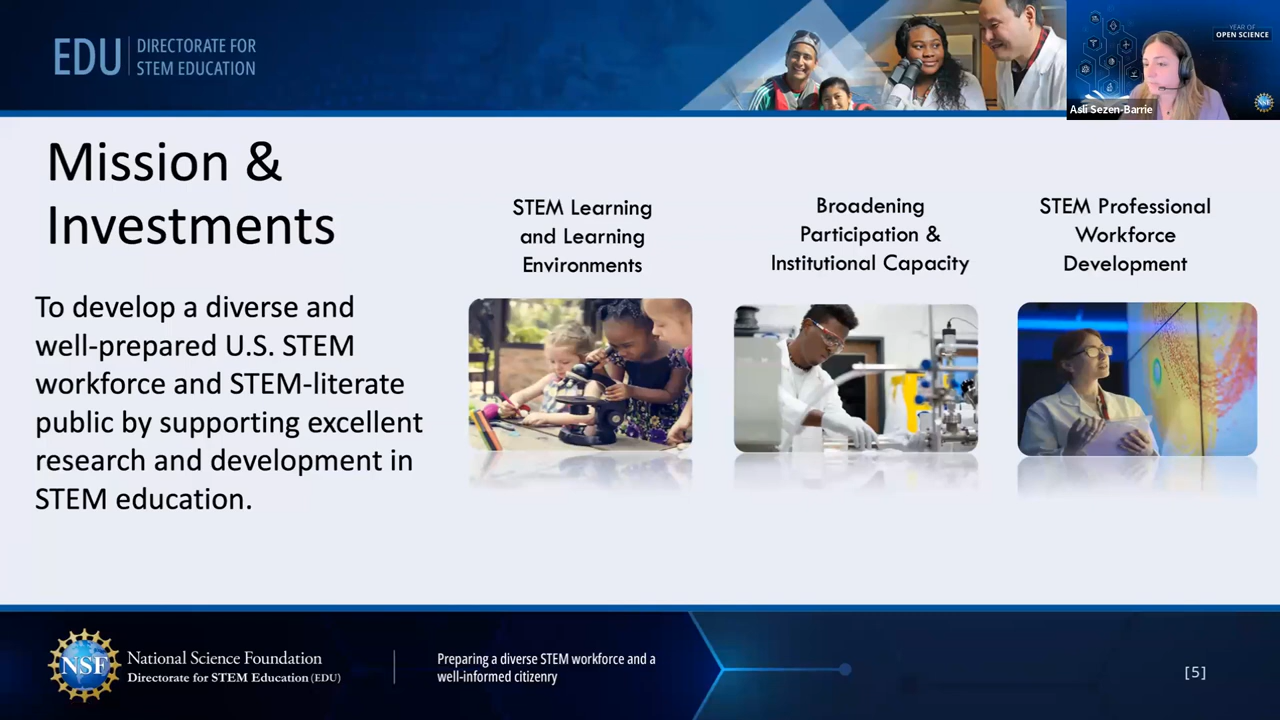 EDU
DIRECTORATE FOR
STEM EDUCATION
YEAR OF
OPEN SCIENCE
Asli Sezen-Barrie
Mission &
Investments
To develop a diverse and
well-prepared U.S. STEM
workforce and STEM-literate
public by supporting excellent
research and development in
STEM education.
STEM Learning
and Learning
Environments
Broadening
Participation &
Institutional Capacity
STEM Professional
Workforce
Development
NSF
National Science Foundation
Directorate for STEM Education (EDU)
Preparing a diverse STEM workforce and a
well-informed citizenry
[5]